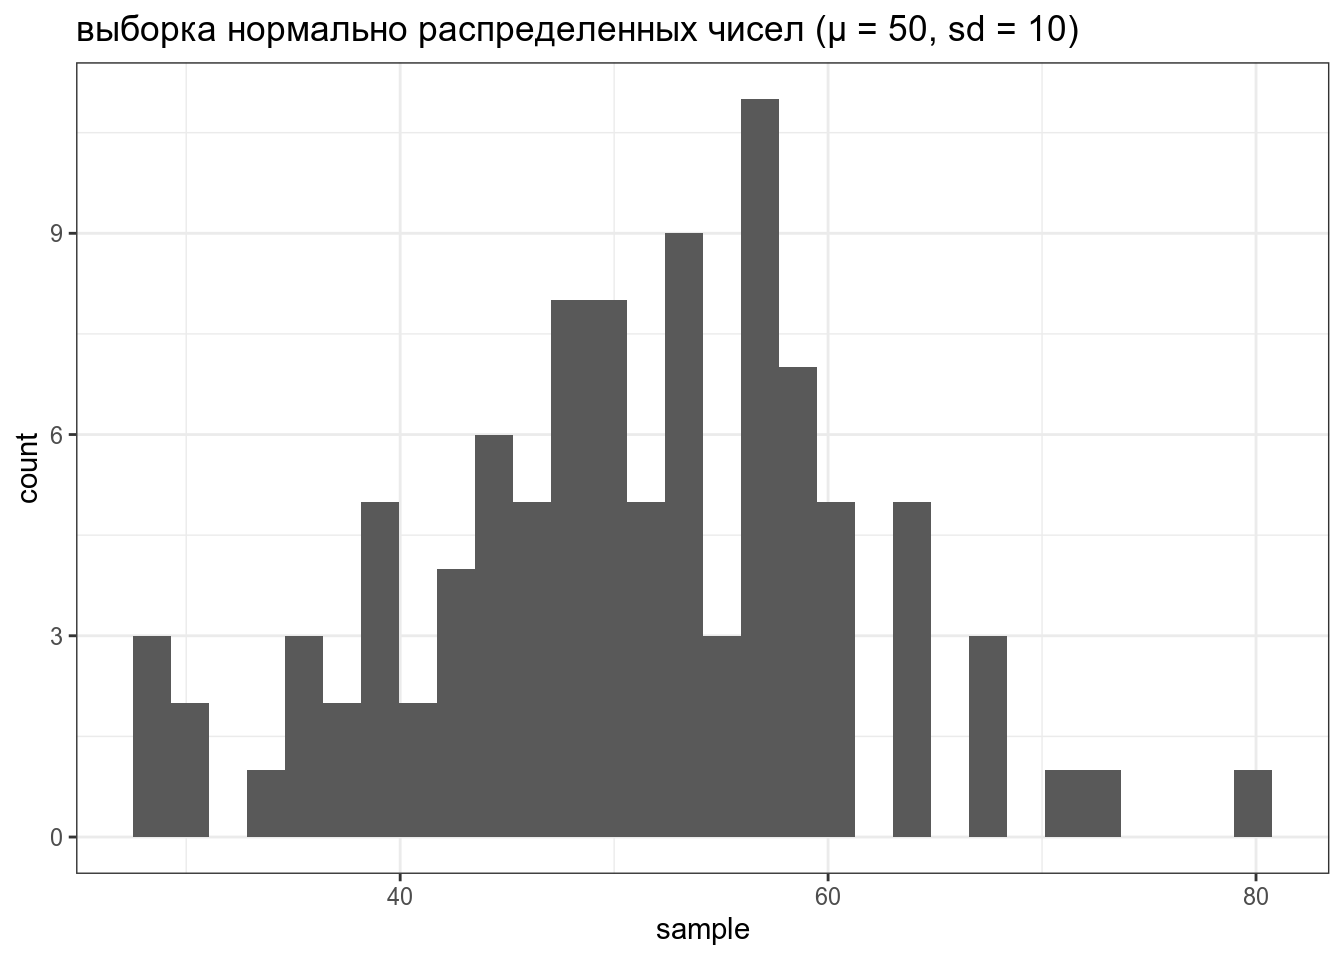 выборка нормально распределенных чисел (μ = 50, sd = 10)
9
6
3
0
count
40 60 80
sample